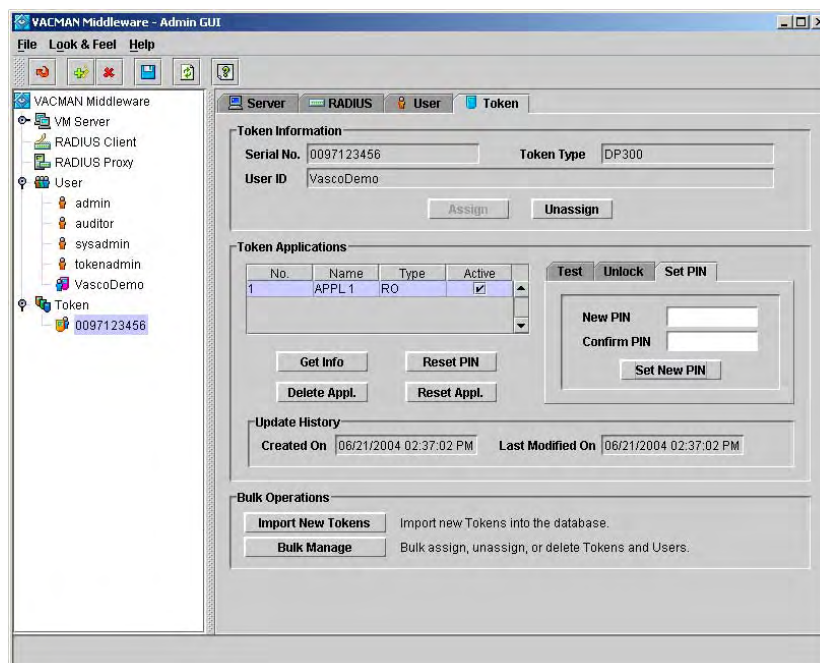 VACMAN Middleware - Admin GUI
File Look & Feel Help
VACMAN Middleware
VM Server
RADIUS Client
RADIUS Proxy
User
admin
auditor
sysadmin
tokenadmin
VascoDemo
Token
0097123456
Server RADIUS User Token
Token Information
Serial No. 0097123456 Token Type DP300
User ID VascoDemo
Assign Unassign
Token Applications
No. Name Type Active
1 APPL 1 RO
Test Unlock Set PIN
New PIN
Confirm PIN
Set New PIN
Get Info Reset PIN
Delete Appl. Reset Appl.
Update History
Created On 06/21/2004 02:37:02 PM Last Modified On 06/21/2004 02:37:02 PM
Bulk Operations
Import New Tokens Import new Tokens into the database.
Bulk Manage Bulk assign, unassign, or delete Tokens and Users.